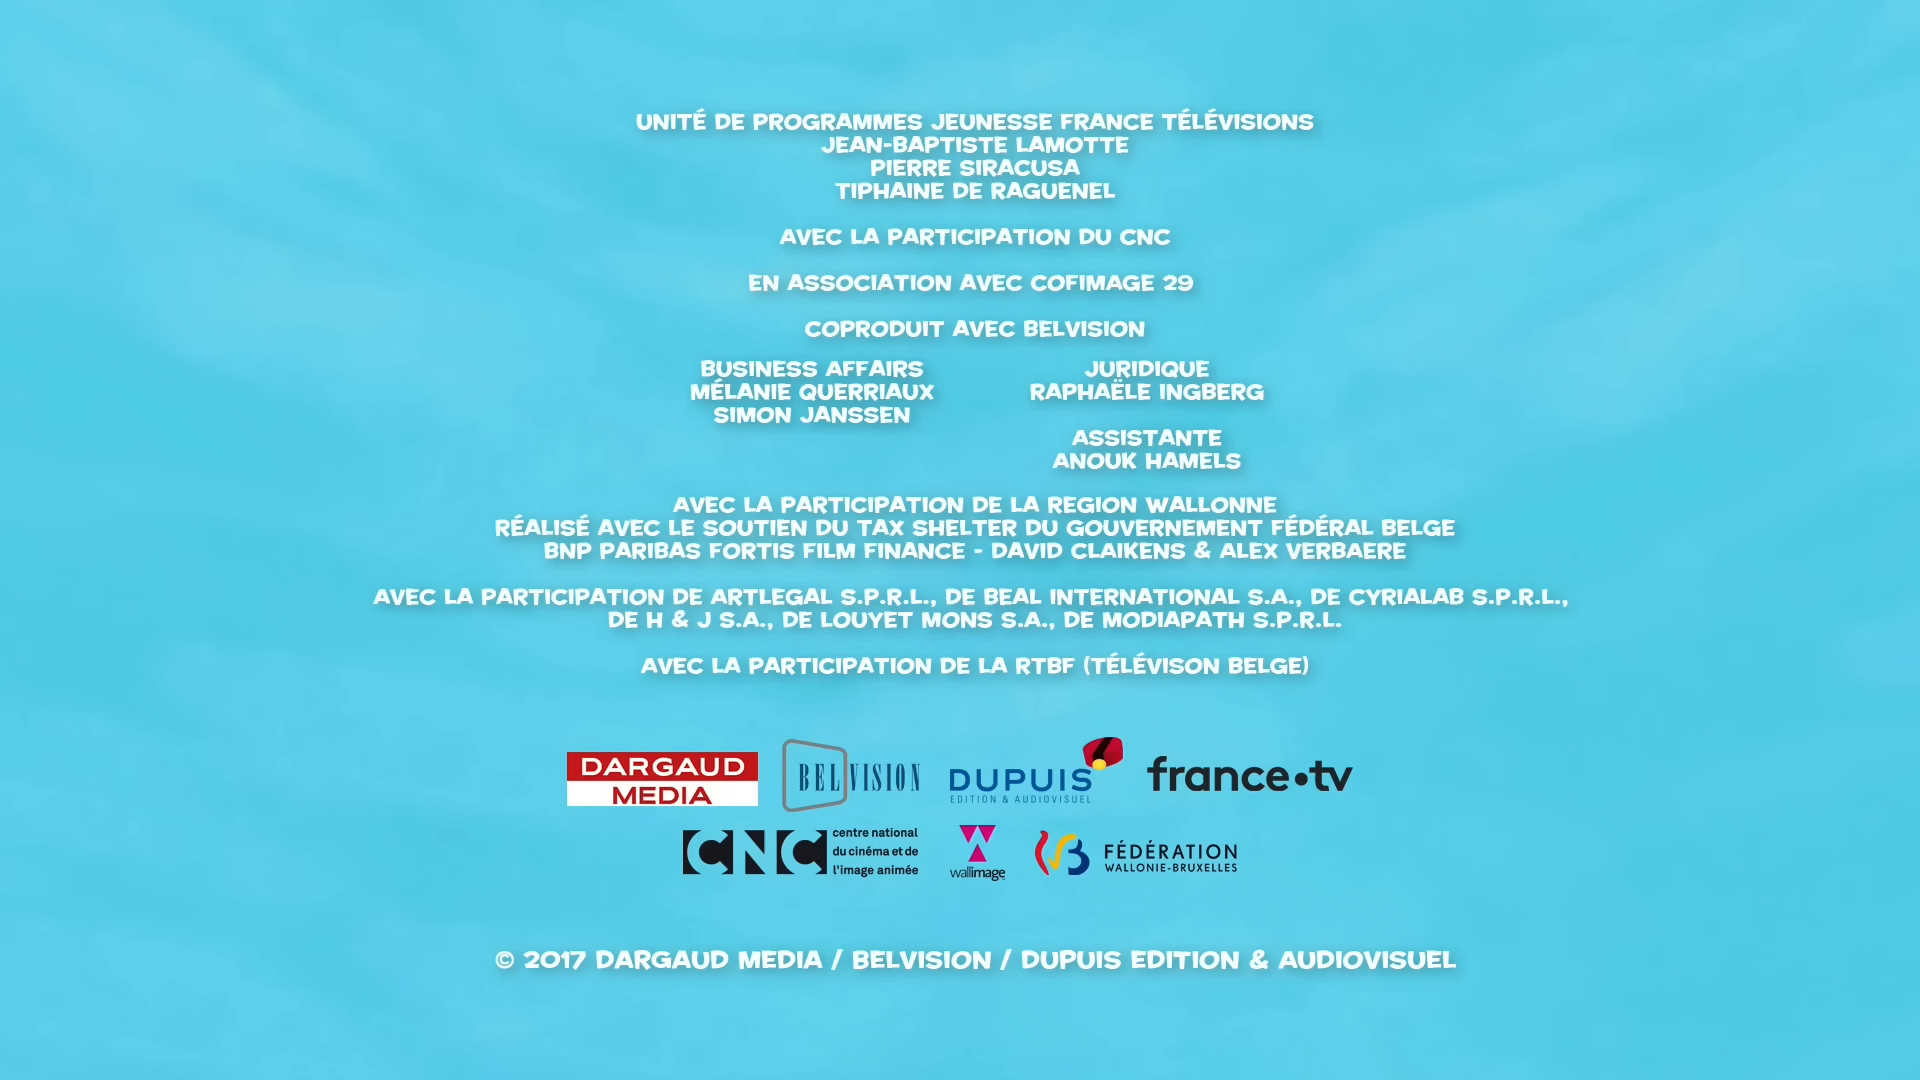 UNITÉ DE PROGRAMMES JEUNESSE FRANCE TÉLÉVISIONS
JEAN-BAPTISTE LAMOTTE
PIERRE SIRACUSA
TIPHAINE DE RAGUENEL
AVEC LA PARTICIPATION DU CNC
EN ASSOCIATION AVEC COFIMAGE 29
COPRODUIT AVEC BELVISION
BUSINESS AFFAIRS
MÉLANIE QUERRIAUX
SIMON JANSSEN
JURIDIQUE
RAPHAËLE INGBERG
ASSISTANTE
ANOUK HAMELS
AVEC LA PARTICIPATION DE LA REGION WALLONNE
RÉALISÉ AVEC LE SOUTIEN DU TAX SHELTER DU GOUVERNEMENT FÉDÉRAL BELGE
BNP PARIBAS FORTIS FILM FINANCE - DAVID CLAIKENS & ALEX VERBAERE
AVEC LA PARTICIPATION DE ARTLEGAL S.P.R.L., DE BEAL INTERNATIONAL S.A., DE CYRIALAB S.P.R.L.,
DE H & J S.A., DE LOUYET MONS S.A., DE MODIAPATH S.P.R.L.
AVEC LA PARTICIPATION DE LA RTBF (TÉLÉVISON BELGE)
DARGAUD
MEDIA
BELVISION
DUPUIS
EDITION & AUDIOVISUEL
france•tv
CNC
centre national
du cinéma et de
l'image animée
wallimage
FÉDÉRATION
WALLONIE-BRUXELLES
© 2017 DARGAUD MEDIA / BELVISION / DUPUIS EDITION & AUDIOVISUEL